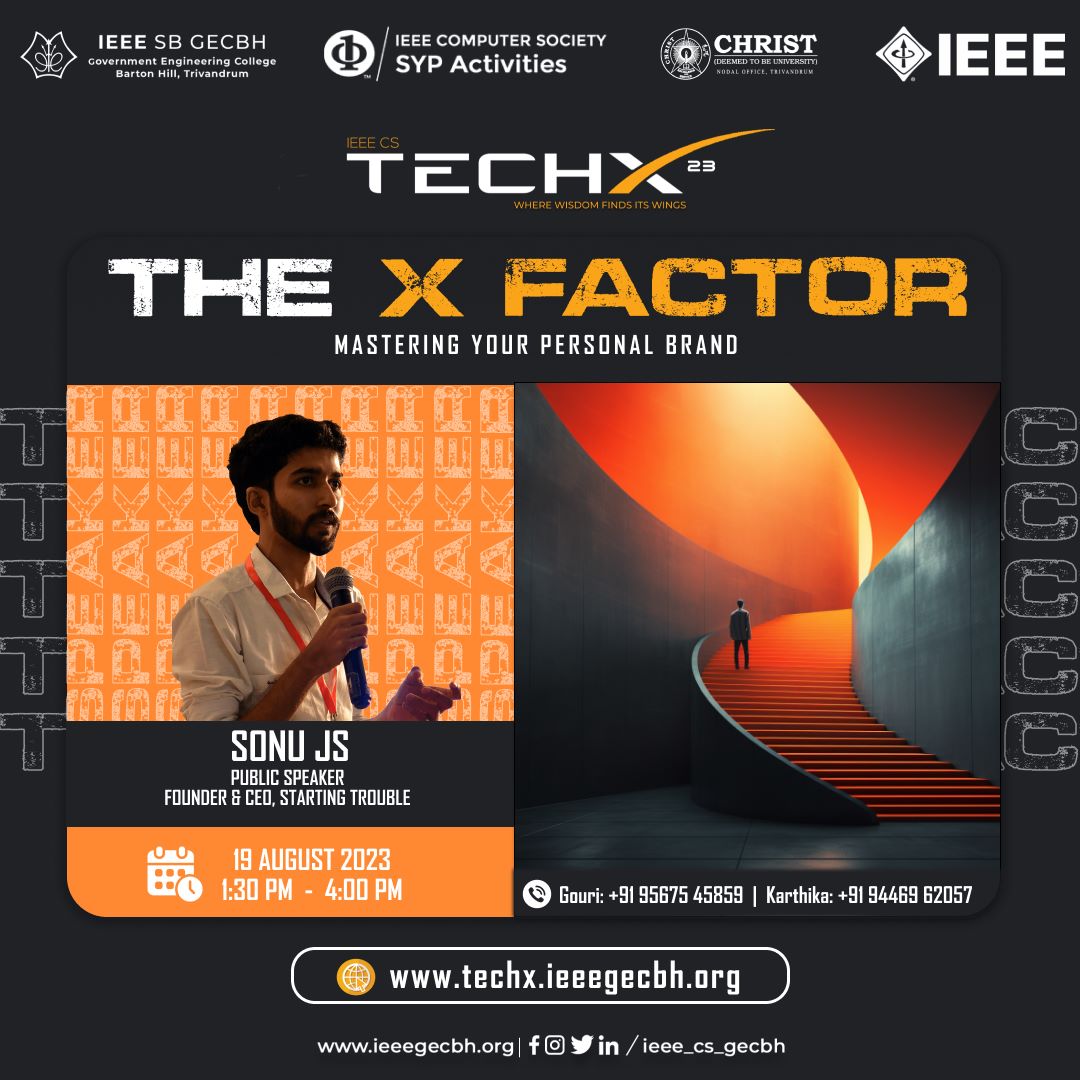 IEEE SB GECBH
Government Engineering College
Barton Hill, Trivandrum
IEEE COMPUTER SOCIETY
SYP Activities
TM
CHRIST
(DEEMED TO BE UNIVERSITY)
NODAL OFFICE, TRIVANDRUM
IEEE
IEEE CS
TECHX 23
WHERE WISDOM FINDS ITS WINGS
THE X FACTOR
MASTERING YOUR PERSONAL BRAND
SONU JS
PUBLIC SPEAKER
FOUNDER & CEO, STARTING TROUBLE
19 AUGUST 2023
1:30 PM - 4:00 PM
Gouri: +91 95675 45859 | Karthika: +91 94469 62057
www.techx.ieeegecbh.org
www.ieeegecbh.org| /ieee_cs_gecbh
T
T
T
T
T
C
C
C
C
C